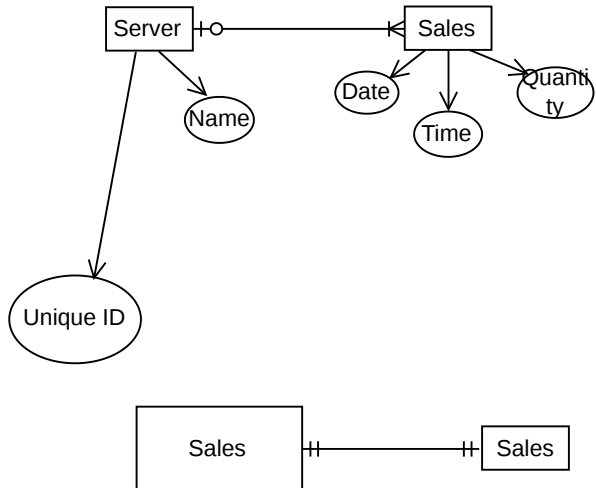 Server
Sales
Date
Quanti
ty
Name
Time
Unique ID
Sales
Sales